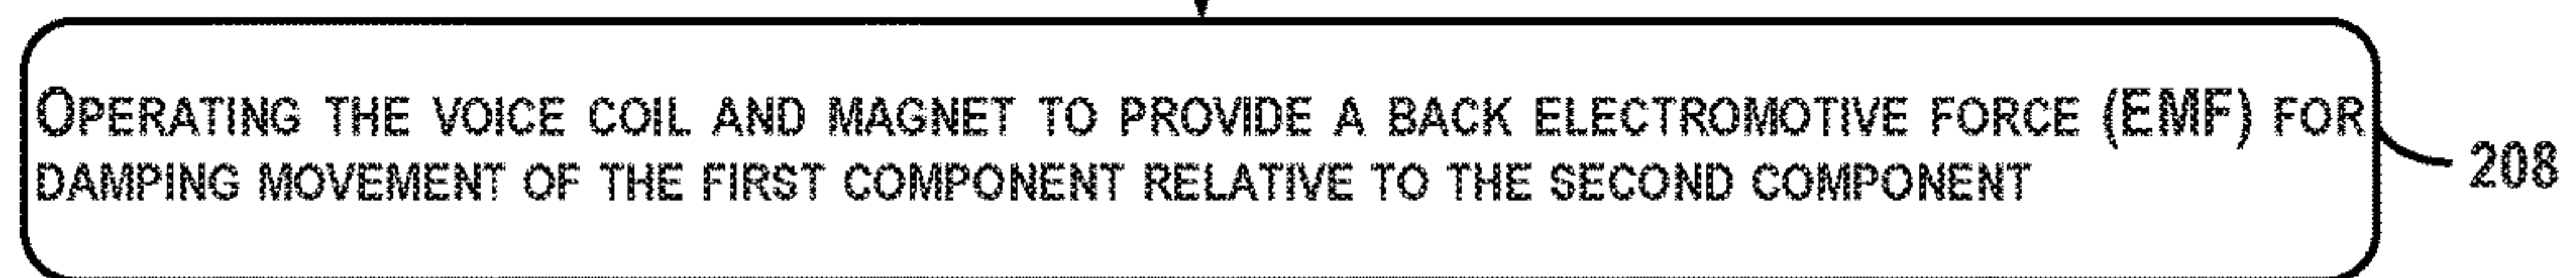 OPERATING THE VOICE COIL AND MAGNET TO PROVIDE A BACK ELECTROMOTIVE FORCE (EMF) FOR
DAMPING MOVEMENT OF THE FIRST COMPONENT RELATIVE TO THE SECOND COMPONENT
208